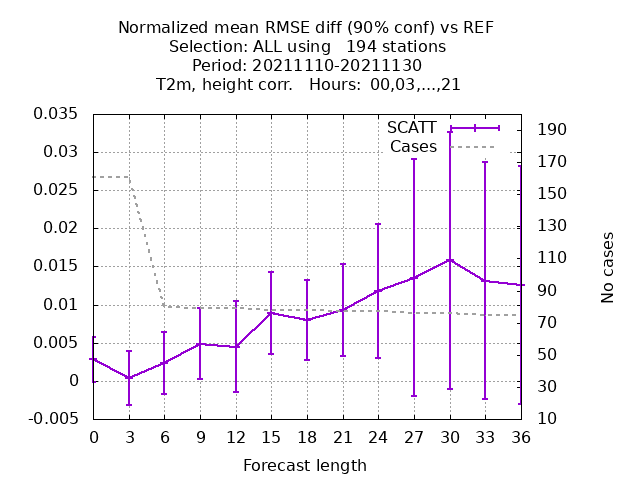 Normalized mean RMSE diff (90% conf) vs REF
Selection: ALL using   194 stations
Period: 20211110-20211130
T2m, height corr.   Hours: 00,03,...,21
SCATT
Cases
0.035
0.03
0.025
0.02
0.015
0.01
0.005
0
-0.005
190
170
150
130
110
90
70
50
30
10
No cases
0 3 6 9 12 15 18 21 24 27 30 33 36
Forecast length